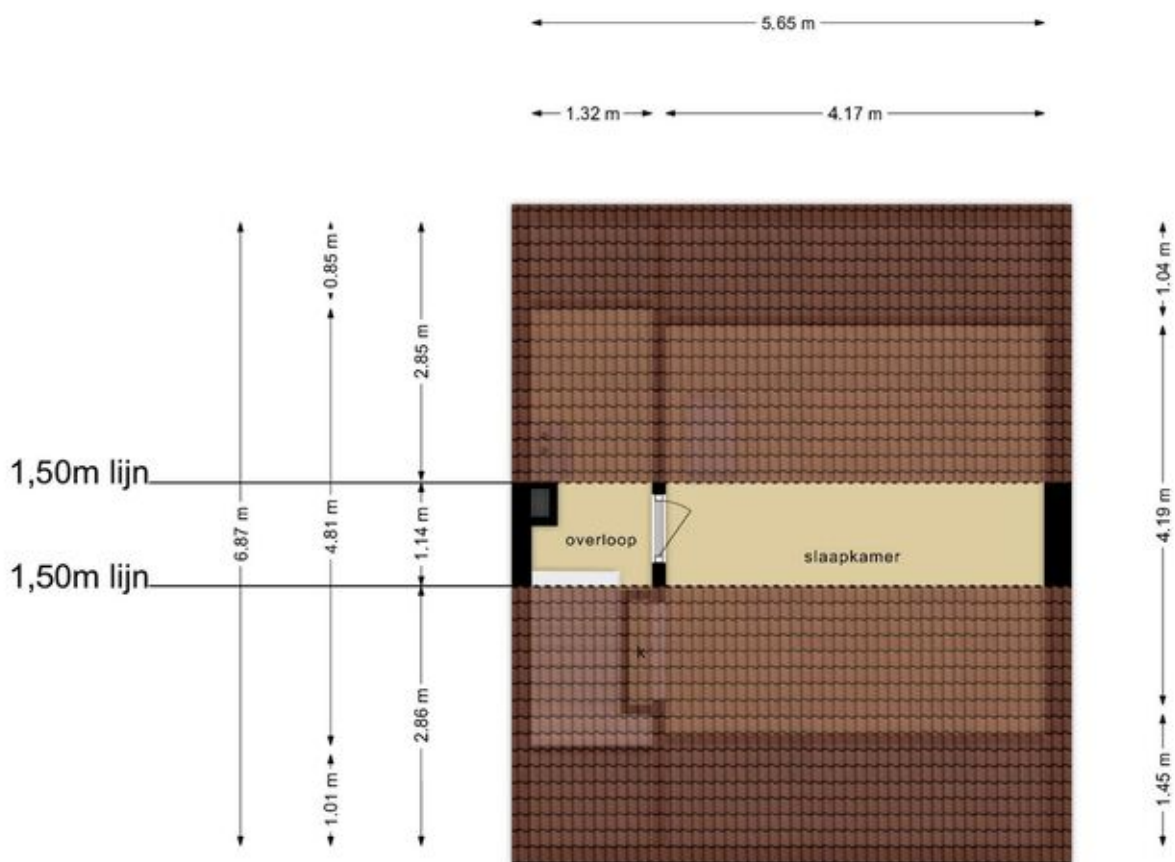 5.65 m
1.32 m
4.17 m
0.85 m
1.04 m
2.85 m
1,50m lijn
6.87 m
4.81 m
1.14 m
overloop
slaapkamer
4.19 m
1,50m lijn
k
2.86 m
1.01 m
1.45 m